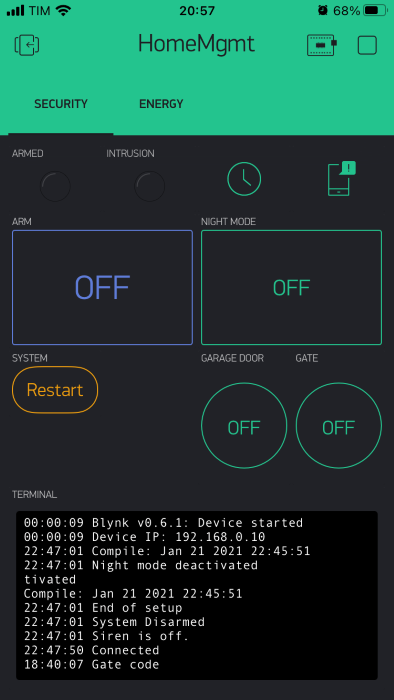 TIM 20:57 68%
HomeMgmt
SECURITY ENERGY
ARMED INTRUSION
!
ARM NIGHT MODE
OFF OFF
SYSTEM GARAGE DOOR GATE
Restart
OFF OFF
TERMINAL
00:00:09 Blynk v0.6.1: Device started
00:00:09 Device IP: 192.168.0.10
22:47:01 Compile: Jan 21 2021 22:45:51
22:47:01 Night mode deactivated
tivated
Compile: Jan 21 2021 22:45:51
22:47:01 End of setup
22:47:01 System Disarmed
22:47:01 Siren is off.
22:47:50 Connected
18:40:07 Gate code